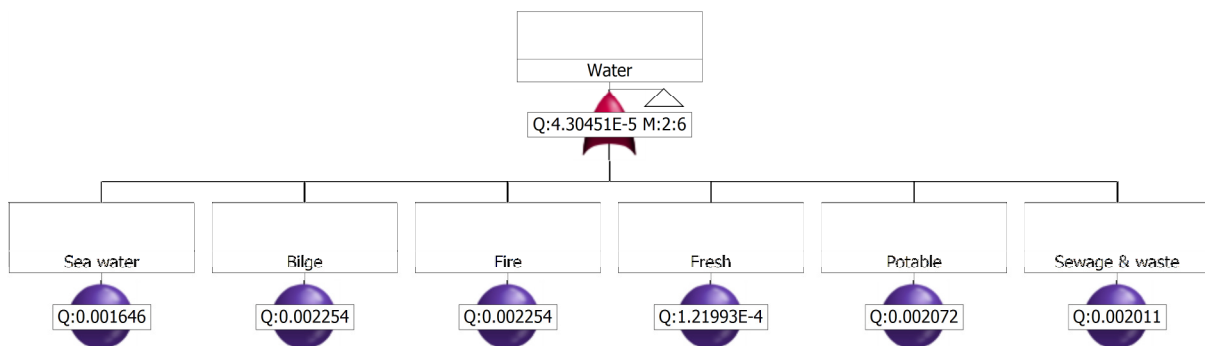 Water
Q:4.30451E-5 M:2:6
Sea water
Bilge
Fire
Fresh
Potable
Sewage & waste
Q:0.001646
Q:0.002254
Q:0.002254
Q:1.21993E-4
Q:0.002072
Q:0.002011